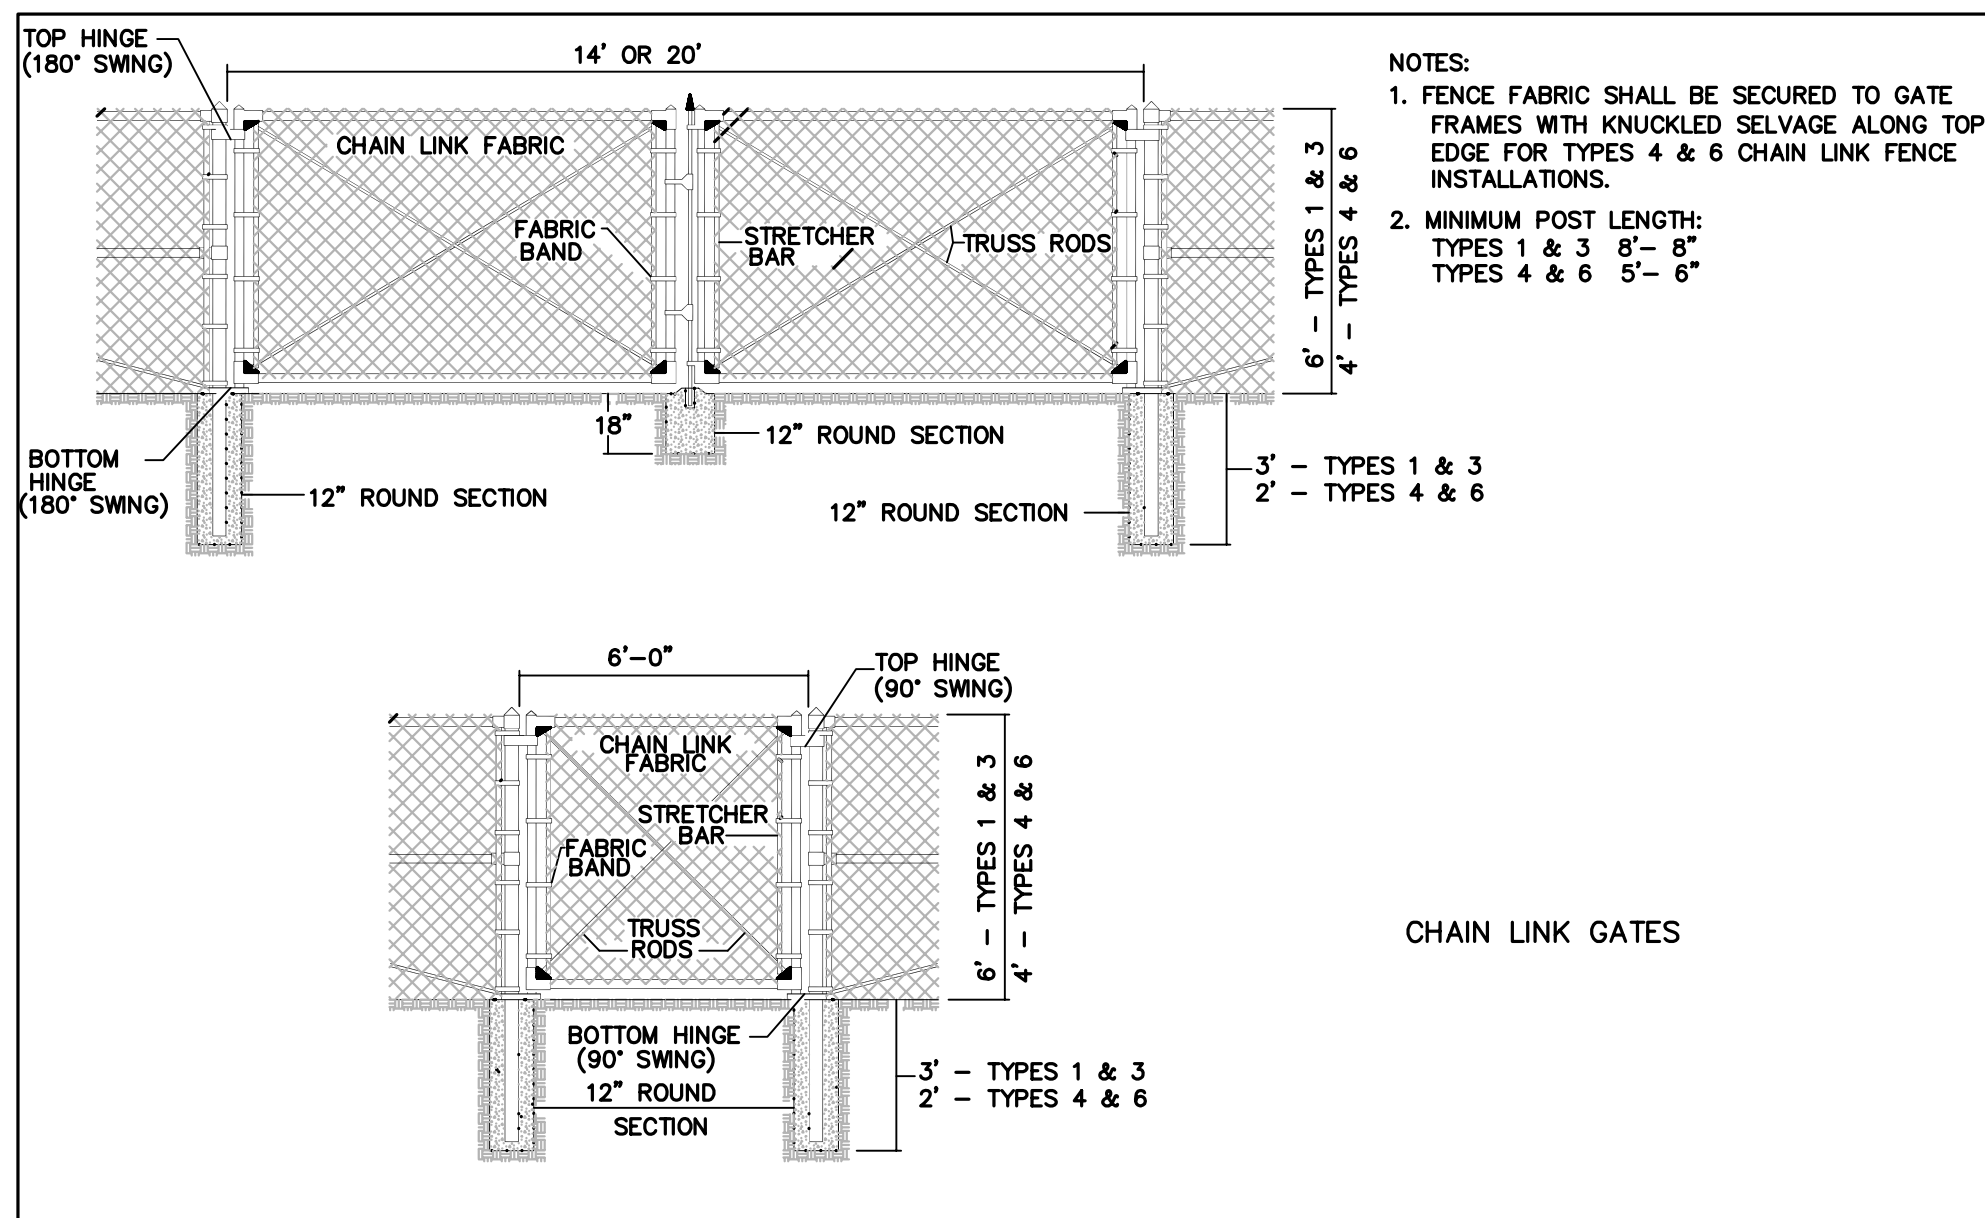 TOP HINGE
(180° SWING)
14' OR 20'
CHAIN LINK FABRIC
FABRIC
BAND
STRETCHER
BAR
TRUSS RODS
6' - TYPES 1 & 3
4' - TYPES 4 & 6
NOTES:
1. FENCE FABRIC SHALL BE SECURED TO GATE
FRAMES WITH KNUCKLED SELVAGE ALONG TOP
EDGE FOR TYPES 4 & 6 CHAIN LINK FENCE
INSTALLATIONS.
2. MINIMUM POST LENGTH:
TYPES 1 & 3 8'- 8"
TYPES 4 & 6 5'- 6"
18"
12" ROUND SECTION
BOTTOM
HINGE
(180° SWING)
12" ROUND SECTION
12" ROUND SECTION
3' - TYPES 1 & 3
2' - TYPES 4 & 6
6'-0"
TOP HINGE
(90° SWING)
CHAIN LINK
FABRIC
STRETCHER
BAR
FABRIC
BAND
TRUSS
RODS
6' - TYPES 1 & 3
4' - TYPES 4 & 6
BOTTOM HINGE
(90° SWING)
12" ROUND
SECTION
3' - TYPES 1 & 3
2' - TYPES 4 & 6
CHAIN LINK GATES